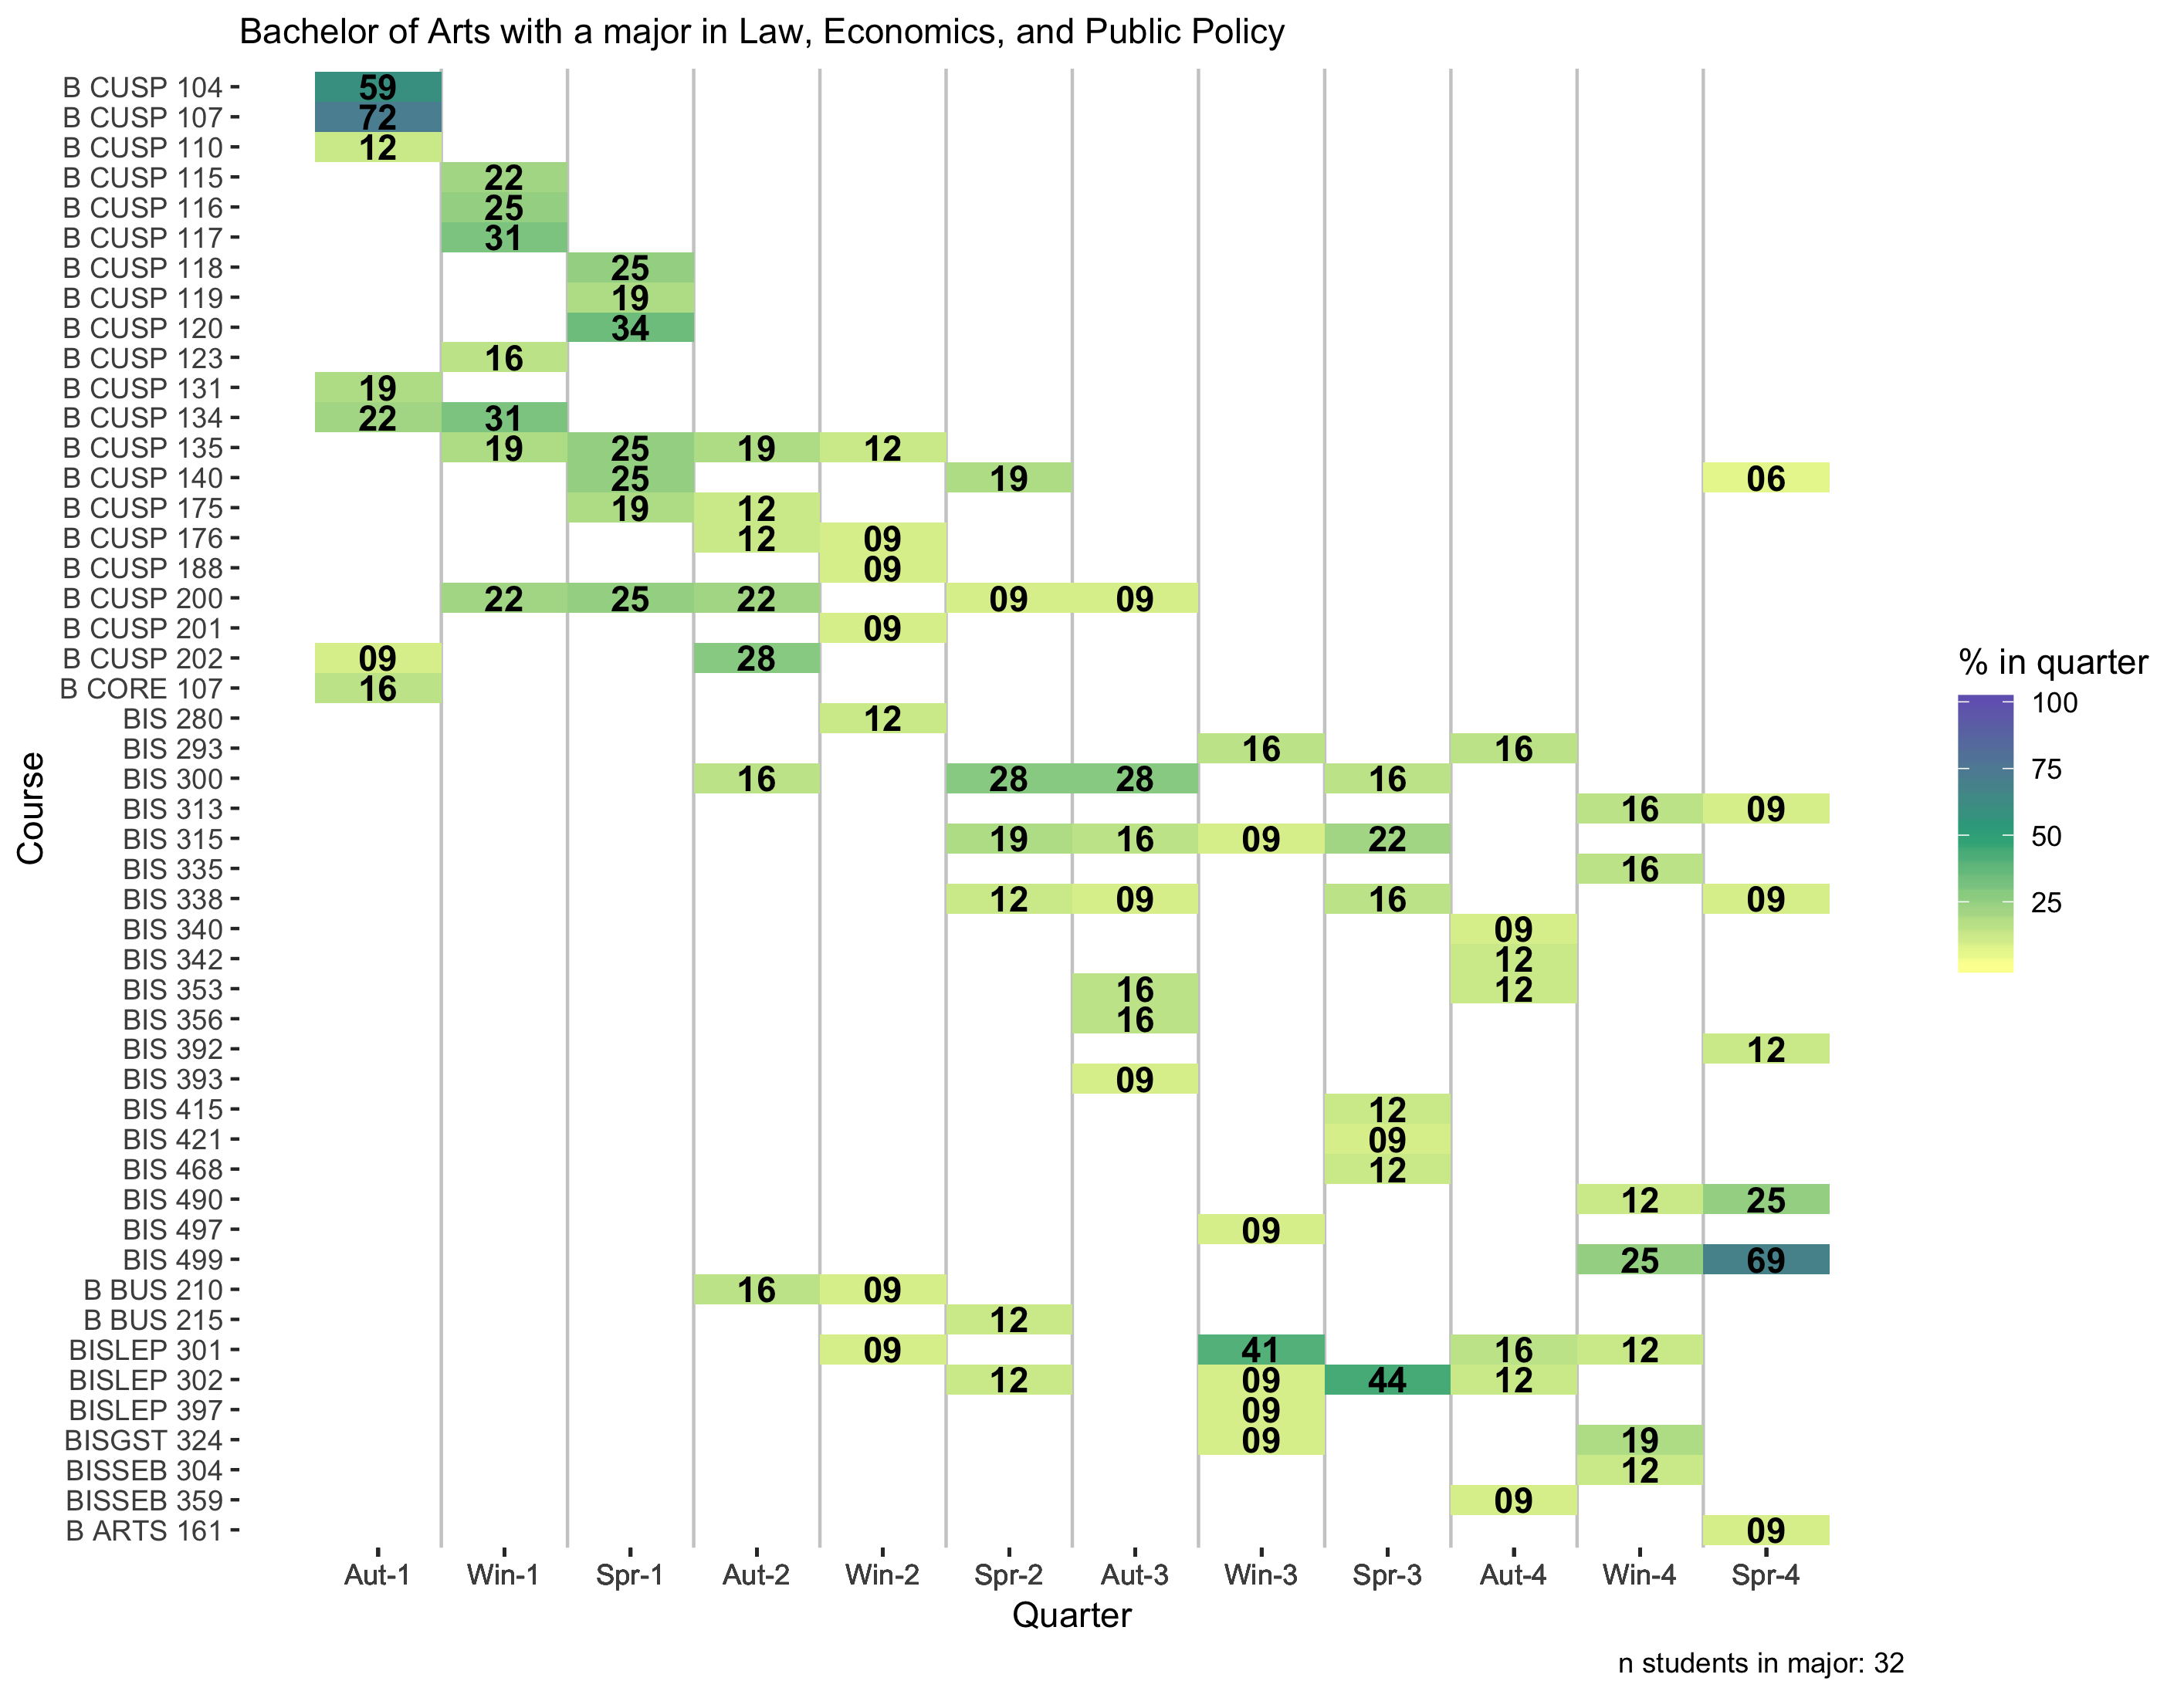 Bachelor of Arts with a major in Law, Economics, and Public Policy
B CUSP 104 59
B CUSP 107 72
B CUSP 110 12
B CUSP 115 22
B CUSP 116 25
B CUSP 117 31
B CUSP 118 25
B CUSP 119 19
B CUSP 120 34
B CUSP 123 16
B CUSP 131 19
B CUSP 134 22 31
B CUSP 135 19 25 19 12
B CUSP 140 25 19 06
B CUSP 175 19 12
B CUSP 176 12 09
B CUSP 188 09
B CUSP 200 22 25 22 09 09
B CUSP 201 09
B CUSP 202 09 28
B CORE 107 16
BIS 280 12
BIS 293 16 16
BIS 300 16 28 28 16
BIS 313 16 09
BIS 315 19 16 09 22
BIS 335 16
BIS 338 12 09 16 09
BIS 340 09
BIS 342 12
BIS 353 16 12
BIS 356 16
BIS 392 12
BIS 393 09
BIS 415 12
BIS 421 09
BIS 468 12
BIS 490 12 25
BIS 497 09
BIS 499 25 69
B BUS 210 16 09
B BUS 215 12
BISLEP 301 09 41 16 12
BISLEP 302 12 09 44 12
BISLEP 397 09
BISGST 324 09 19
BISSEB 304 12
BISSEB 359 09
B ARTS 161 09
Course
Aut-1 Win-1 Spr-1 Aut-2 Win-2 Spr-2 Aut-3 Win-3 Spr-3 Aut-4 Win-4 Spr-4
Quarter
% in quarter
100
75
50
25
n students in major: 32